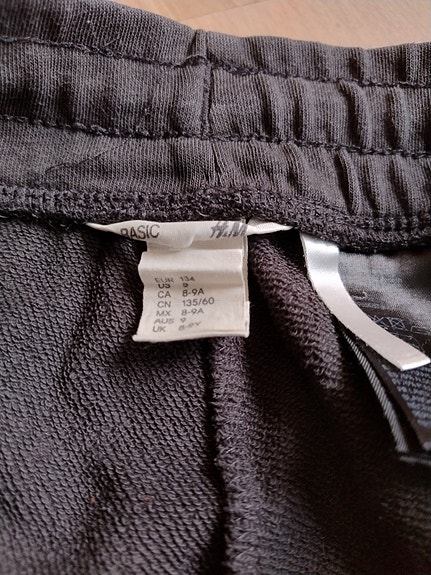 BASIC H&M
EUR 134
US 9
CA 8-9A
CN 135/60
MX 8-9A
AUS 9
UK 8-9Y